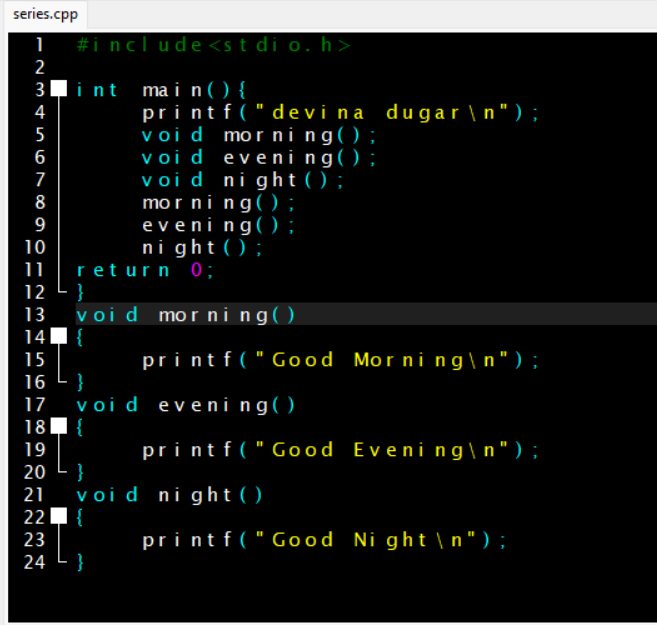 series.cpp
1 #include<stdio.h>
2
3 int main(){
4 printf("devina dugar\n");
5 void morning();
6 void evening();
7 void night();
8 morning();
9 evening();
10 night();
11 return 0;
12 }
13 void morning()
14 {
15 printf("Good Morning\n");
16 }
17 void evening()
18 {
19 printf("Good Evening\n");
20 }
21 void night()
22 {
23 printf("Good Night\n");
24 }